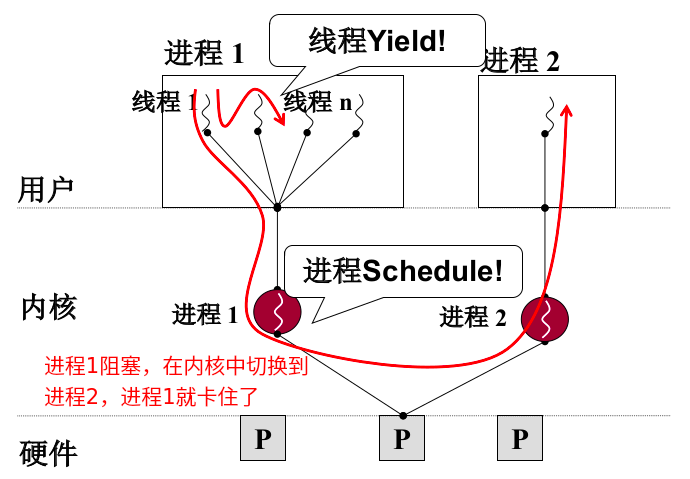 线程Yield!
进程 1
进程 2
线程 1
线程 n
用户
进程Schedule!
内核
进程 1
进程 2
进程1阻塞，在内核中切换到
进程2，进程1就卡住了
P
P
P
硬件